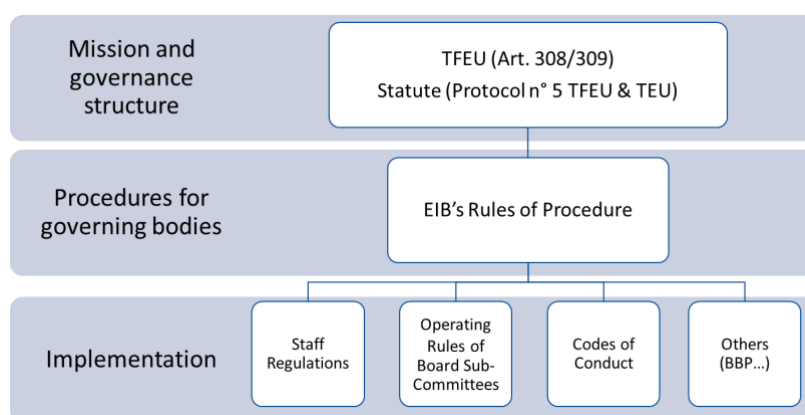 Mission and
governance
structure
TFEU (Art. 308/309)
Statute (Protocol n° 5 TFEU & TEU)
Procedures for
governing bodies
EIB's Rules of Procedure
Implementation
Staff
Regulations
Operating
Rules of
Board Sub-
Committees
Codes of
Conduct
Others
(BBP...)